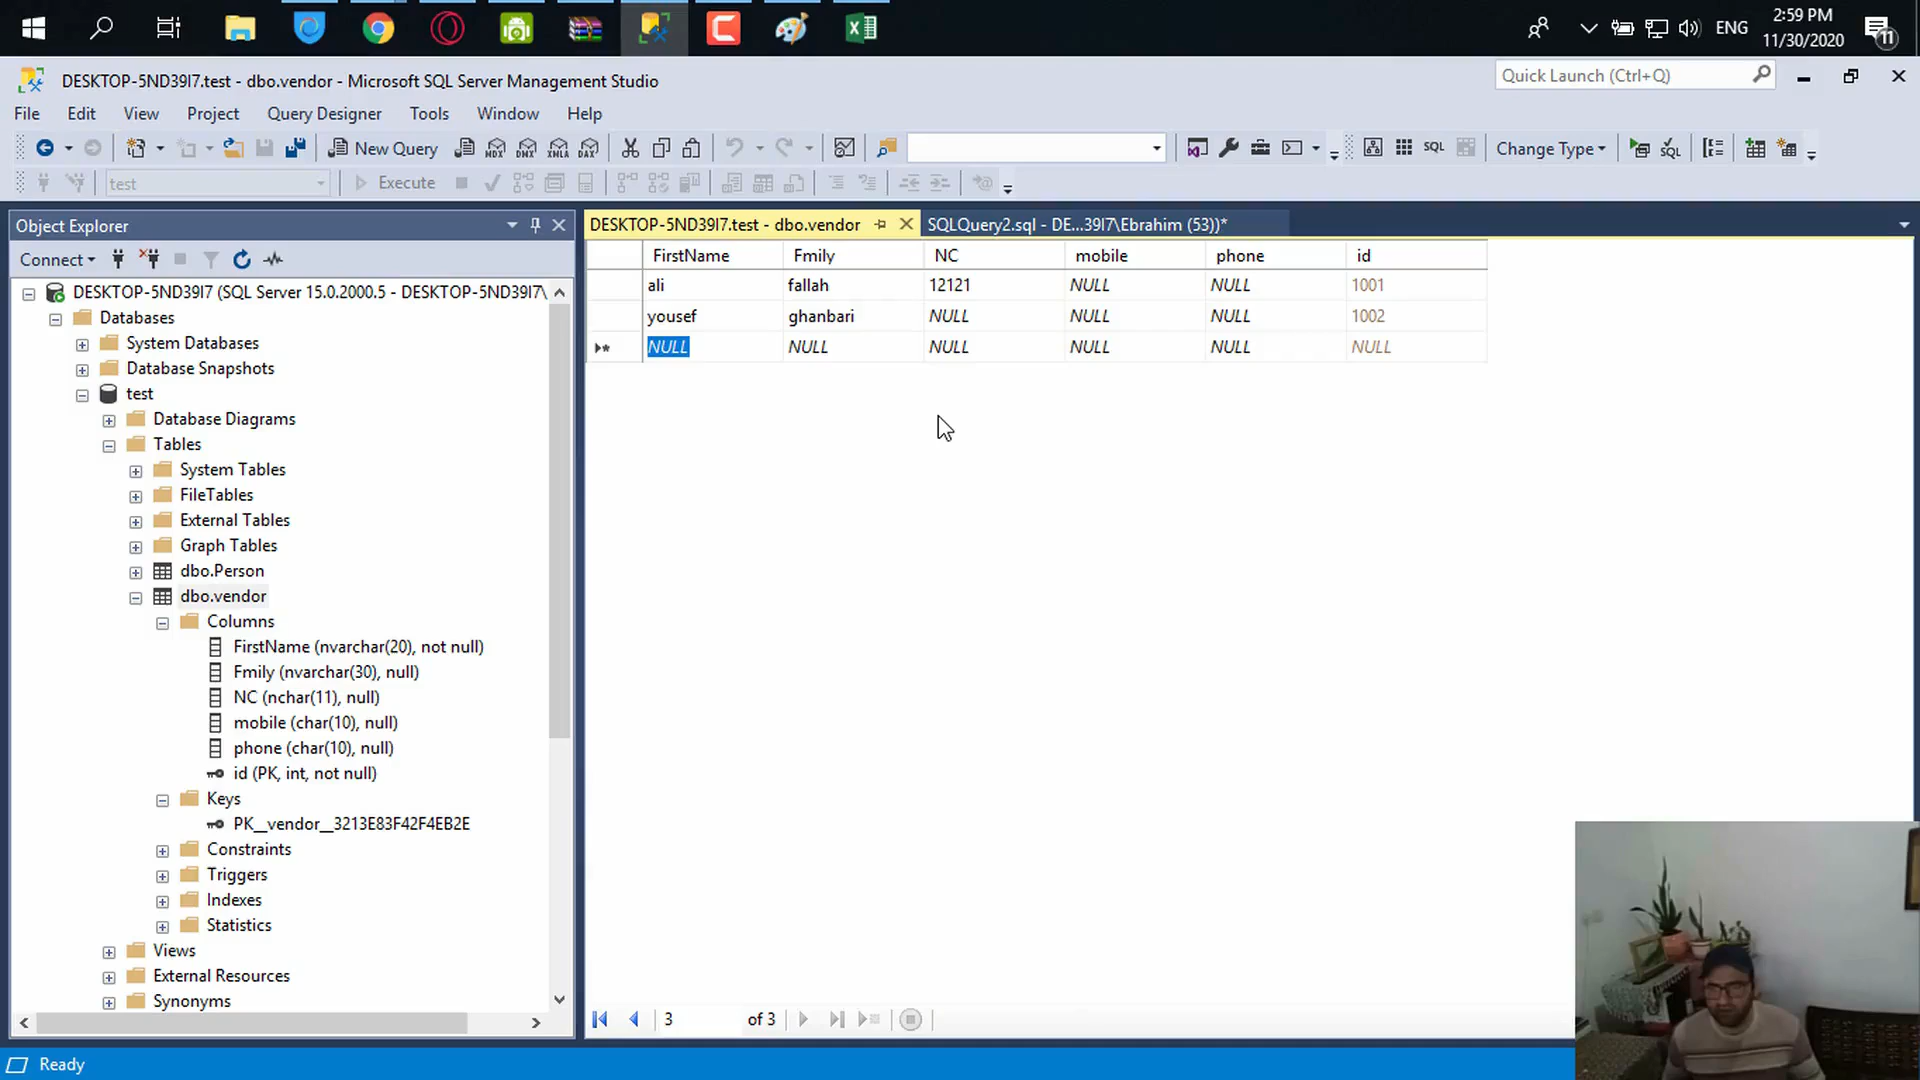 2:59 PM
ENG
11/30/2020
11
DESKTOP-5ND39I7.test - dbo.vendor - Microsoft SQL Server Management Studio
Quick Launch (Ctrl+Q)
File Edit View Project Query Designer Tools Window Help
New Query
MDX DMX XMLA DAX
SQL
Change Type
test
Execute
Object Explorer
DESKTOP-5ND39I7.test - dbo.vendor
SQLQuery2.sql - DE...39I7\Ebrahim (53))*
Connect
DESKTOP-5ND39I7 (SQL Server 15.0.2000.5 - DESKTOP-5ND39I7\
Databases
System Databases
Database Snapshots
test
Database Diagrams
Tables
System Tables
FileTables
External Tables
Graph Tables
dbo.Person
dbo.vendor
Columns
FirstName (nvarchar(20), not null)
Fmily (nvarchar(30), null)
NC (nchar(11), null)
mobile (char(10), null)
phone (char(10), null)
id (PK, int, not null)
Keys
PK__vendor__3213E83F42F4EB2E
Constraints
Triggers
Indexes
Statistics
Views
External Resources
Synonyms
FirstName Fmily NC mobile phone id
ali fallah 12121 NULL NULL 1001
yousef ghanbari NULL NULL NULL 1002
NULL NULL NULL NULL NULL NULL
3 of 3
Ready